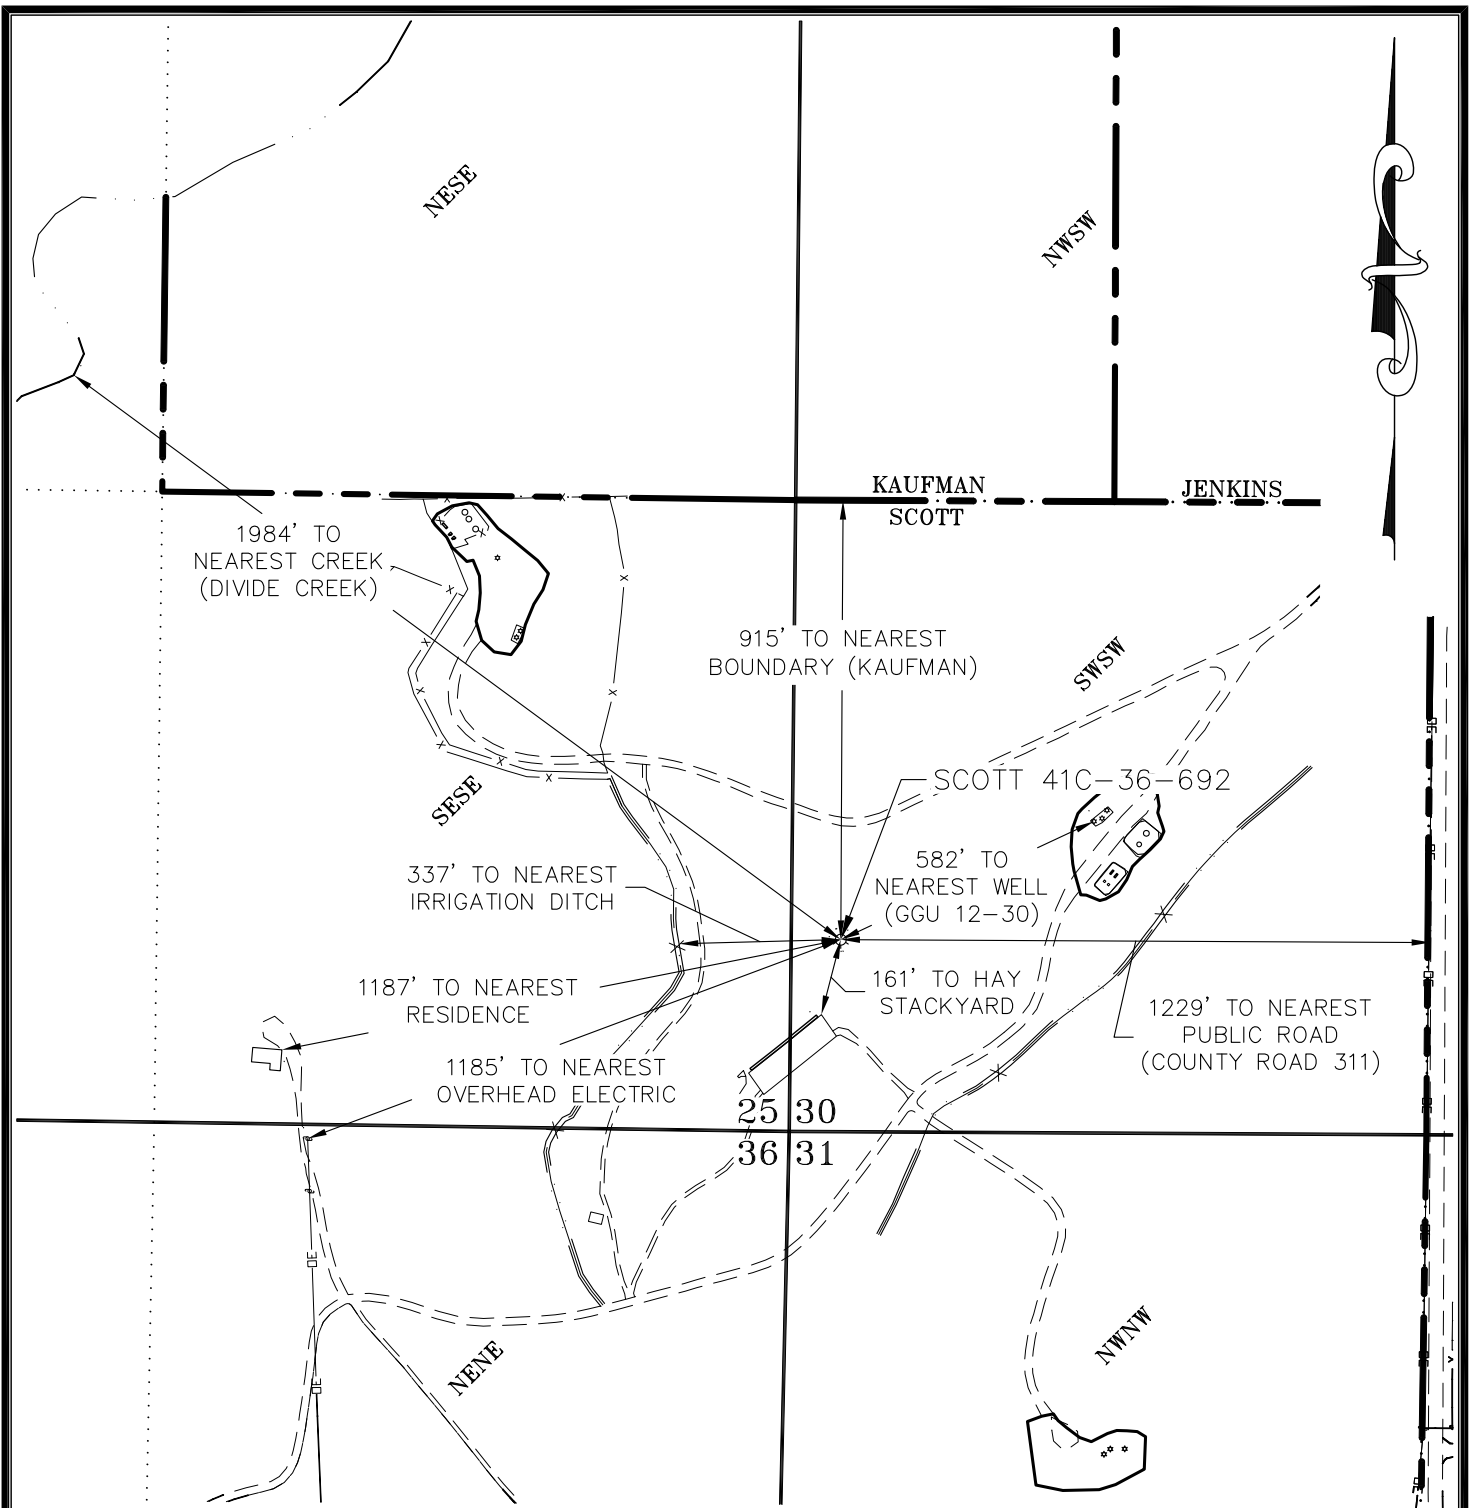 NESE
NWSW
KAUFMAN
JENKINS
SCOTT
1984' TO
NEAREST CREEK
(DIVIDE CREEK)
915' TO NEAREST
BOUNDARY (KAUFMAN)
SWSW
SESE
SCOTT 41C-36-692
337' TO NEAREST
IRRIGATION DITCH
582' TO
NEAREST WELL
(GGU 12-30)
1187' TO NEAREST
RESIDENCE
161' TO HAY
STACKYARD
1229' TO NEAREST
PUBLIC ROAD
(COUNTY ROAD 311)
1185' TO NEAREST
OVERHEAD ELECTRIC
25 30
36 31
OE
OE
NENE
NWNW